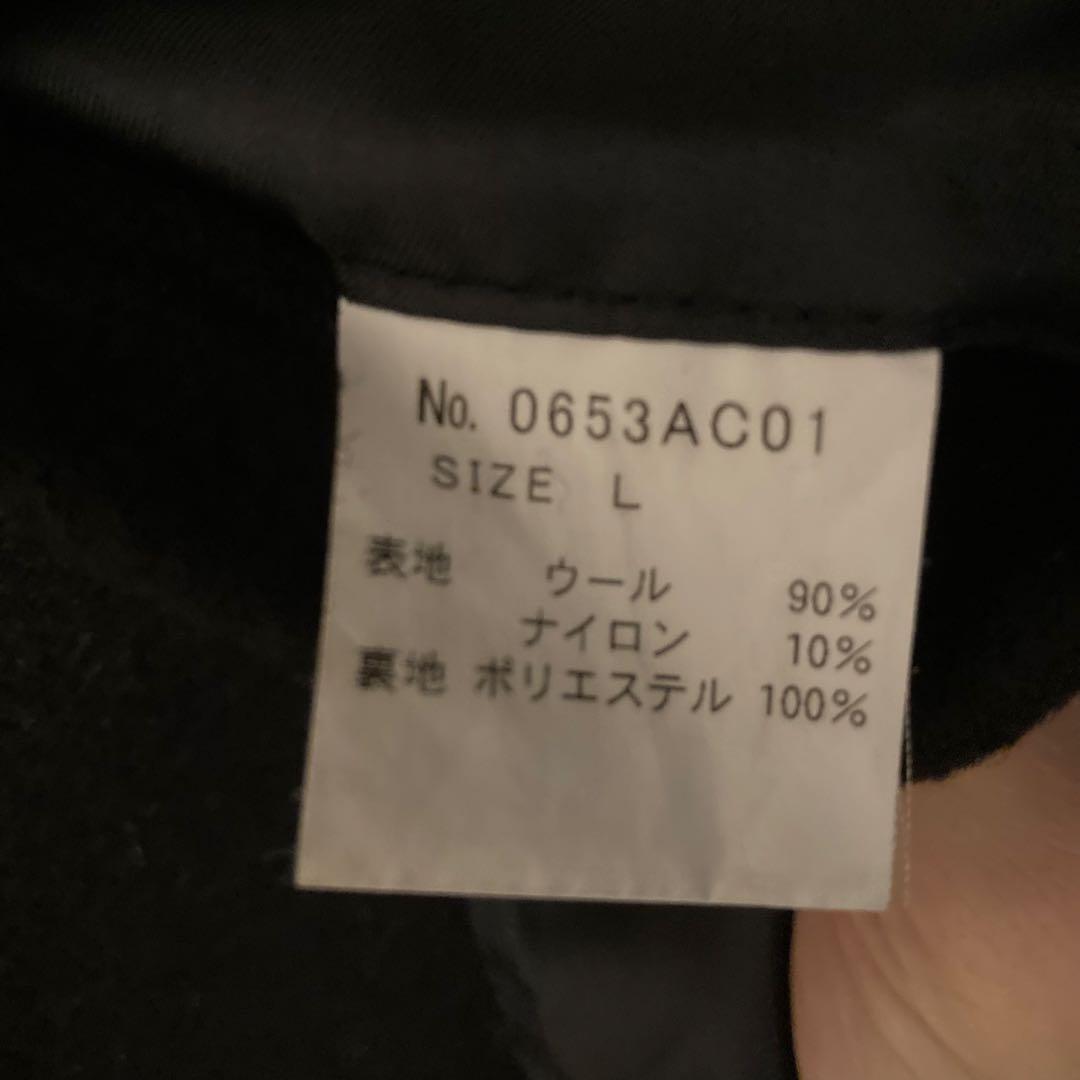 No. 0653AC01
SIZE L
表地 ウール 90%
ナイロン 10%
裏地 ポリエステル 100%